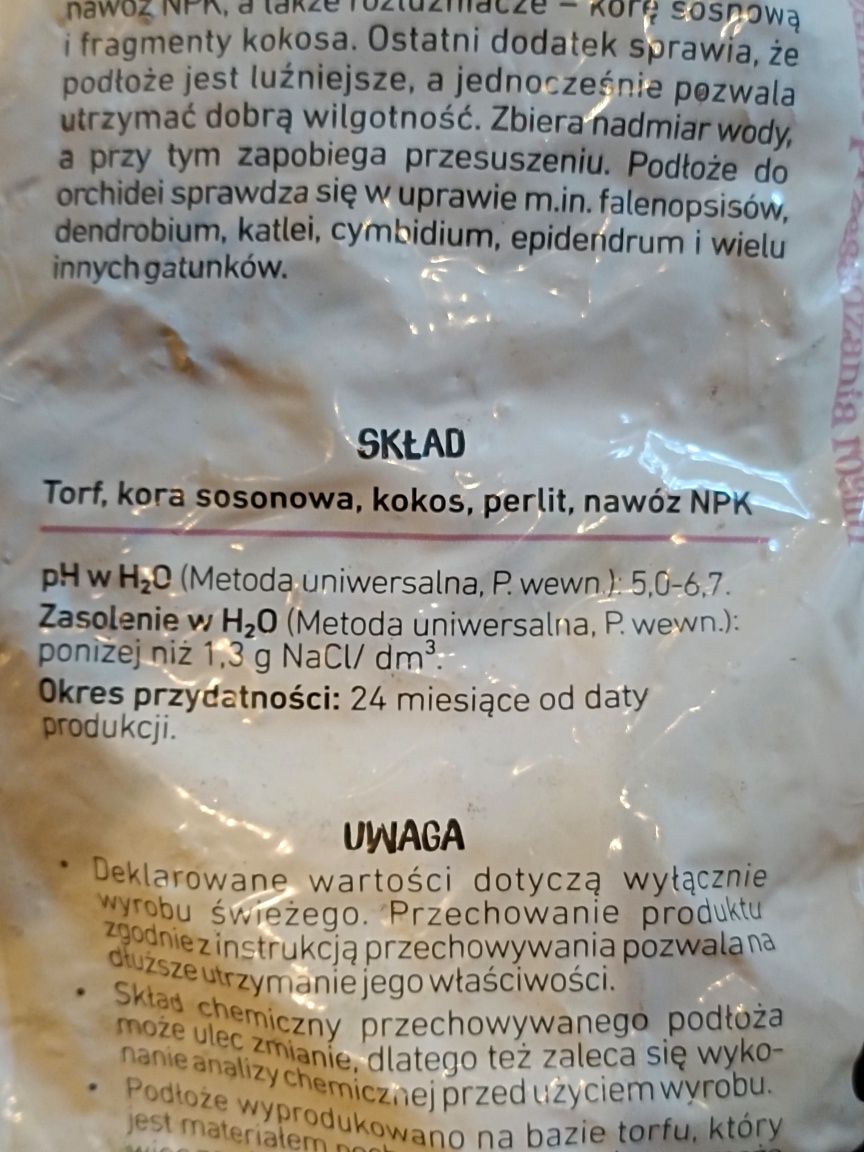 nawóz NPK, a także rozluźniacze – korę sosnową
i fragmenty kokosa. Ostatni dodatek sprawia, że
podłoże jest luźniejsze, a jednocześnie pozwala
utrzymać dobrą wilgotność. Zbiera nadmiar wody,
a przy tym zapobiega przesuszeniu. Podłoże do
orchidei sprawdza się w uprawie m.in. falenopsisów,
dendrobium, katlei, cymbidium, epidendrum i wielu
innych gatunków.
SKŁAD
Torf, kora sosonowa, kokos, perlit, nawóz NPK
pH w H₂O (Metoda uniwersalna, P. wewn.): 5,0-6,7.
Zasolenie w H₂O (Metoda uniwersalna, P. wewn.):
poniżej niż 1,3 g NaCl/ dm³.
Okres przydatności: 24 miesiące od daty
produkcji.
UWAGA
• Deklarowane wartości dotyczą wyłącznie
wyrobu świeżego. Przechowanie produktu
zgodnie z instrukcją przechowywania pozwala na
dłuższe utrzymanie jego właściwości.
• Skład chemiczny przechowywanego podłoża
może ulec zmianie, dlatego też zaleca się wyko-
nanie analizy chemicznej przed użyciem wyrobu.
• Podłoże wyprodukowano na bazie torfu, który
jest materiałem